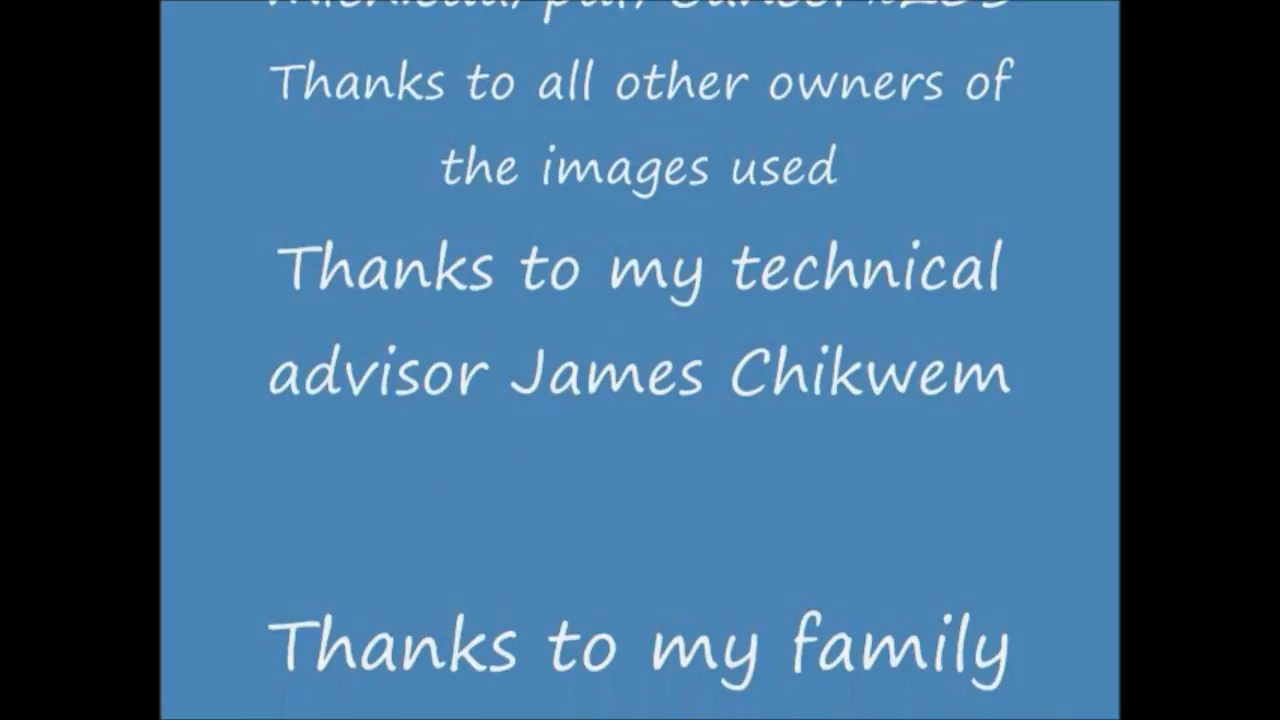 Thanks to all other owners of
the images used
Thanks to my technical
advisor James Chikwem
Thanks to my family